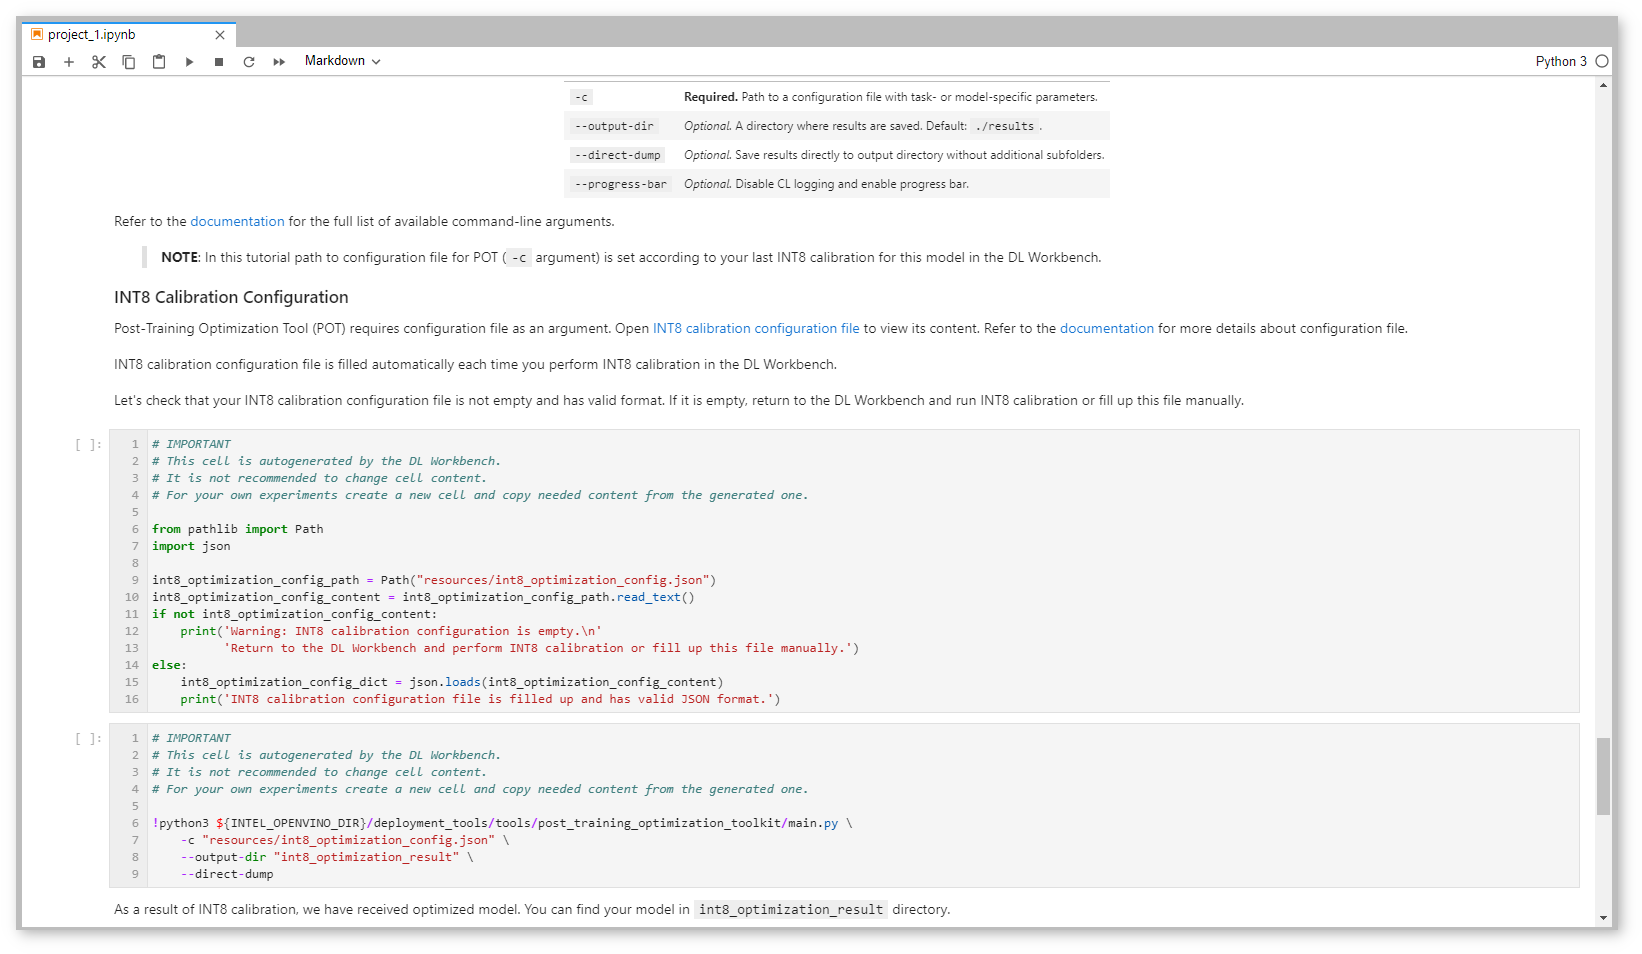 project_1.ipynb
Markdown
Python 3
-c Required. Path to a configuration file with task- or model-specific parameters.
--output-dir Optional. A directory where results are saved. Default: ./results .
--direct-dump Optional. Save results directly to output directory without additional subfolders.
--progress-bar Optional. Disable CL logging and enable progress bar.
Refer to the documentation for the full list of available command-line arguments.
NOTE: In this tutorial path to configuration file for POT ( -c argument) is set according to your last INT8 calibration for this model in the DL Workbench.
INT8 Calibration Configuration
Post-Training Optimization Tool (POT) requires configuration file as an argument. Open INT8 calibration configuration file to view its content. Refer to the documentation for more details about configuration file.
INT8 calibration configuration file is filled automatically each time you perform INT8 calibration in the DL Workbench.
Let's check that your INT8 calibration configuration file is not empty and has valid format. If it is empty, return to the DL Workbench and run INT8 calibration or fill up this file manually.
[ ]: 1 # IMPORTANT
2 # This cell is autogenerated by the DL Workbench.
3 # It is not recommended to change cell content.
4 # For your own experiments create a new cell and copy needed content from the generated one.
5
6 from pathlib import Path
7 import json
8
9 int8_optimization_config_path = Path("resources/int8_optimization_config.json")
10 int8_optimization_config_content = int8_optimization_config_path.read_text()
11 if not int8_optimization_config_content:
12     print('Warning: INT8 calibration configuration is empty.\n'
13           'Return to the DL Workbench and perform INT8 calibration or fill up this file manually.')
14 else:
15     int8_optimization_config_dict = json.loads(int8_optimization_config_content)
16     print('INT8 calibration configuration file is filled up and has valid JSON format.')
[ ]: 1 # IMPORTANT
2 # This cell is autogenerated by the DL Workbench.
3 # It is not recommended to change cell content.
4 # For your own experiments create a new cell and copy needed content from the generated one.
5
6 !python3 ${INTEL_OPENVINO_DIR}/deployment_tools/tools/post_training_optimization_toolkit/main.py \
7     -c "resources/int8_optimization_config.json" \
8     --output-dir "int8_optimization_result" \
9     --direct-dump
As a result of INT8 calibration, we have received optimized model. You can find your model in int8_optimization_result directory.